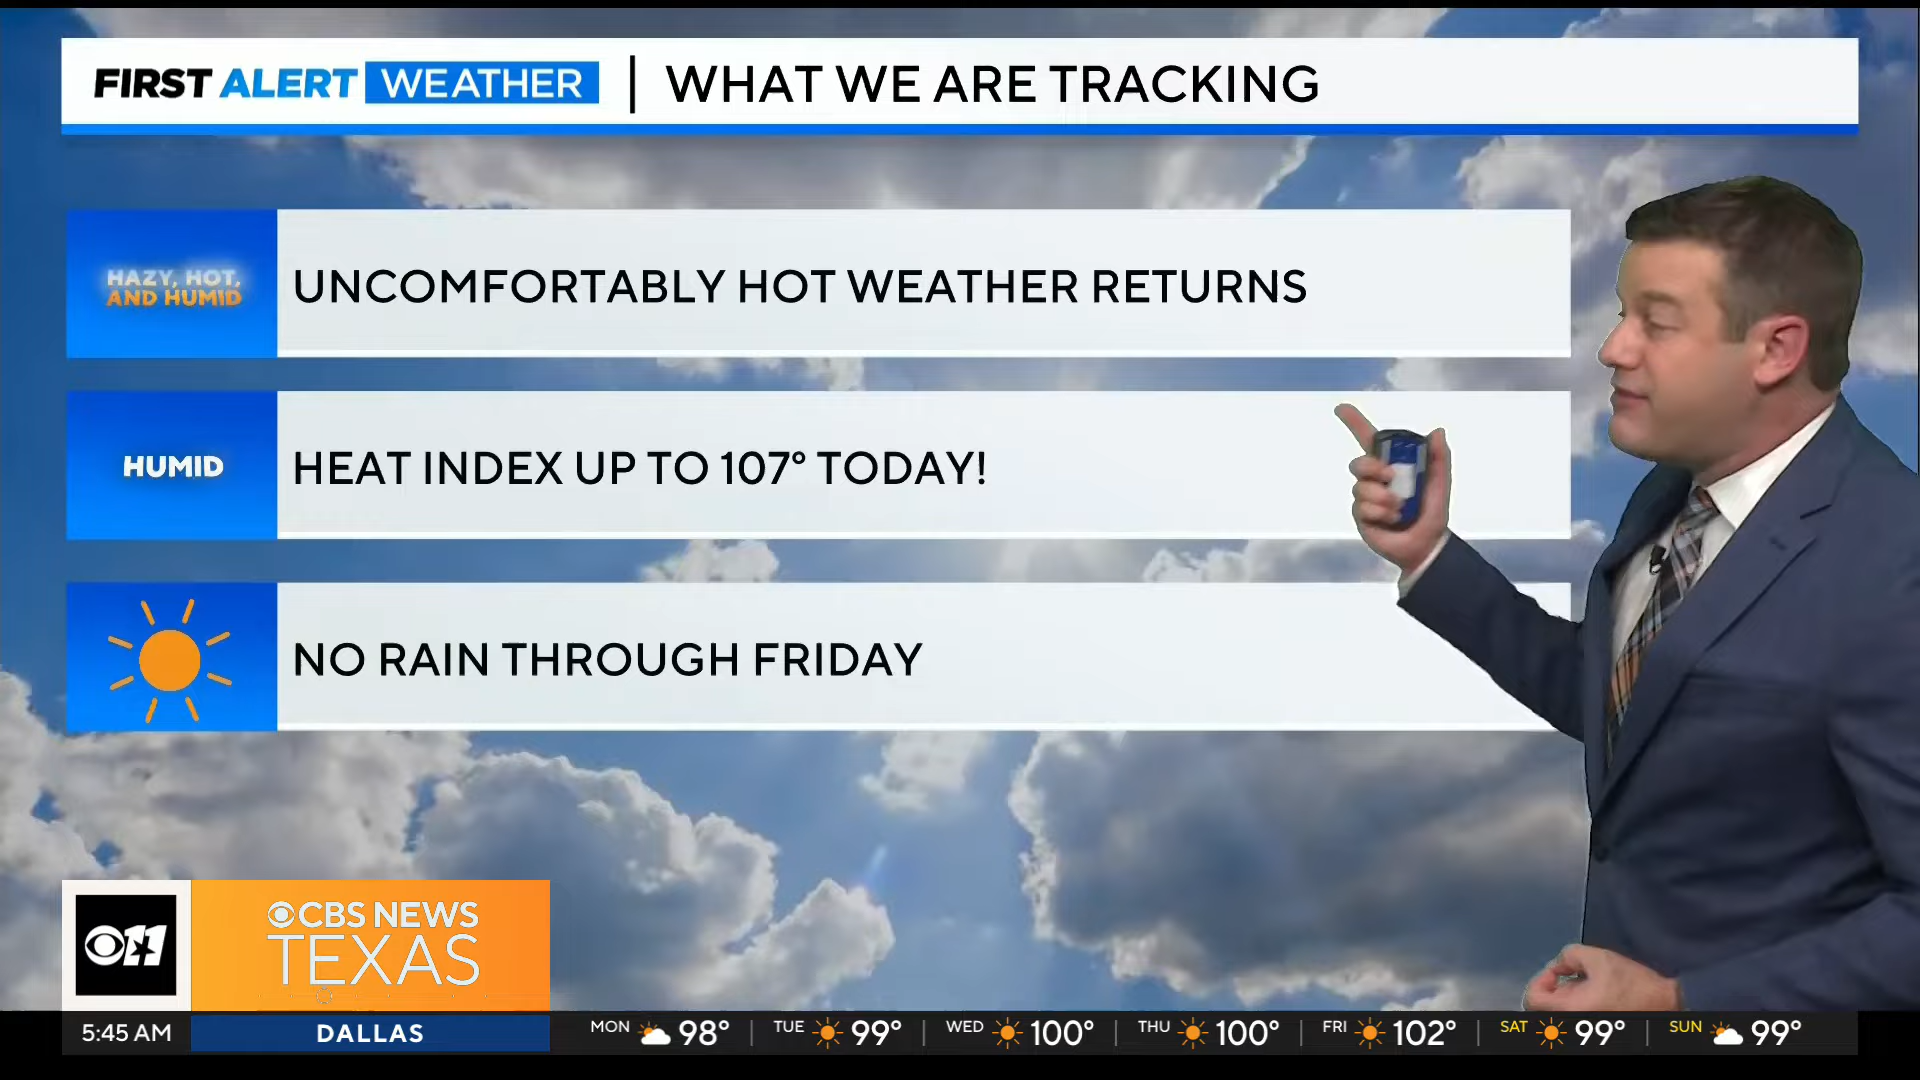 FIRST ALERT WEATHER | WHAT WE ARE TRACKING
HAZY, HOT,
AND HUMID
UNCOMFORTABLY HOT WEATHER RETURNS
HUMID
HEAT INDEX UP TO 107° TODAY!
NO RAIN THROUGH FRIDAY
11
CBS NEWS
TEXAS
5:45 AM
DALLAS
MON 98° | TUE 99° | WED 100° | THU 100° | FRI 102° | SAT 99° | SUN 99°